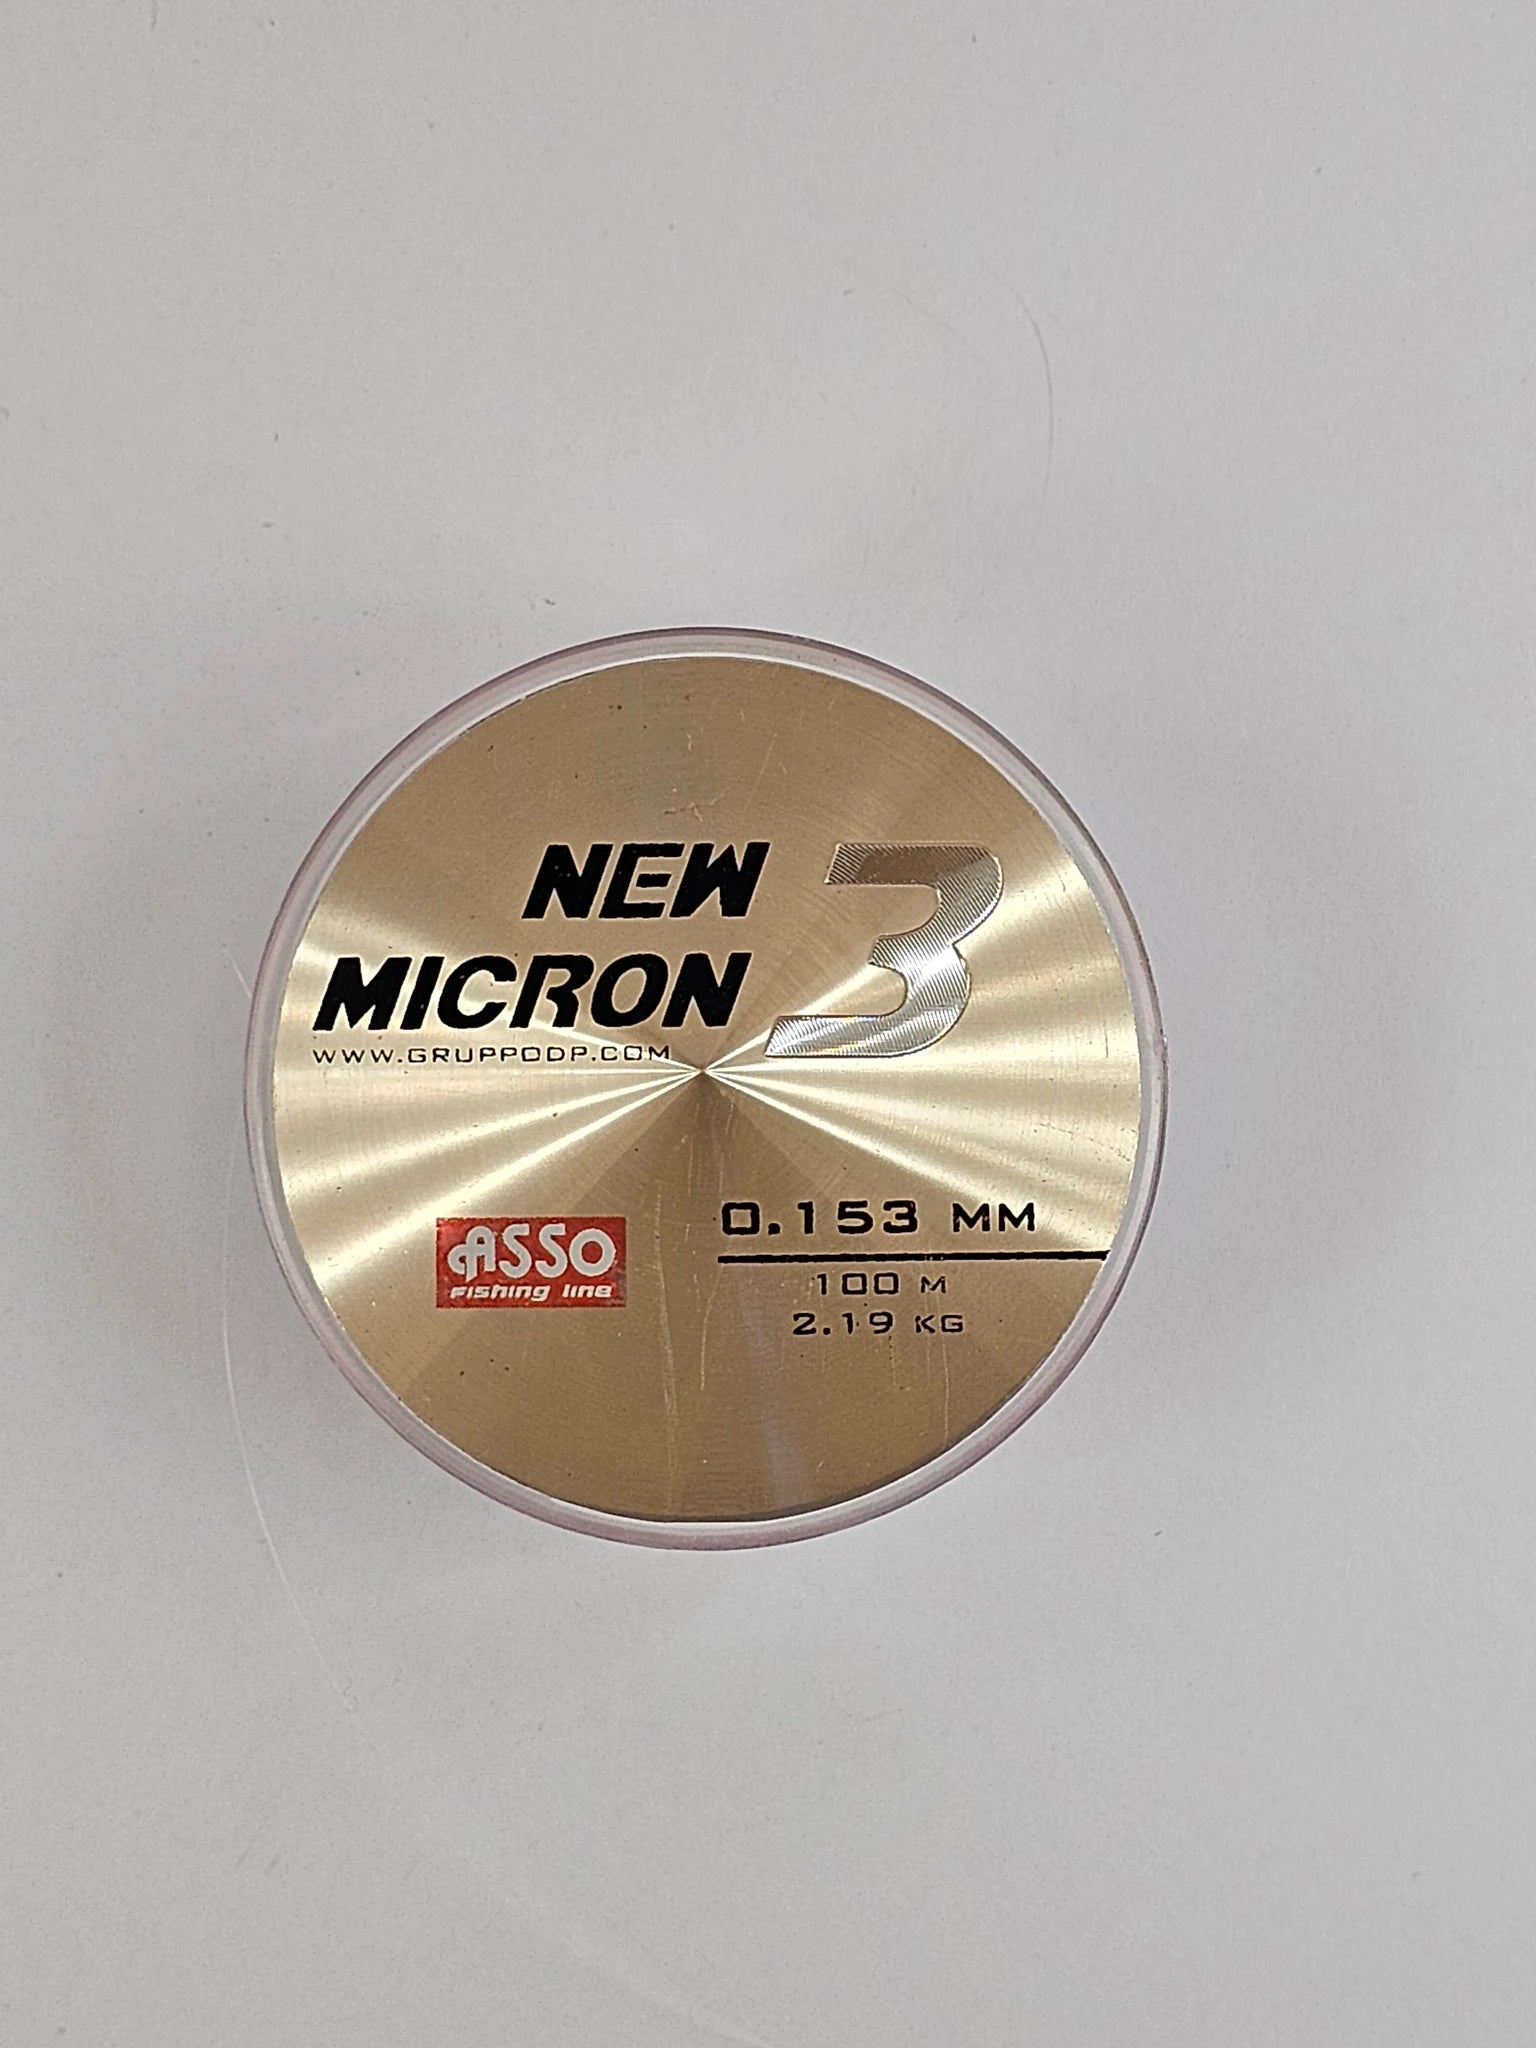 NEW
MICRON 3
WWW.GRUPPODP.COM
ASSO
Fishing line
0.153 MM
100 M
2.19 KG